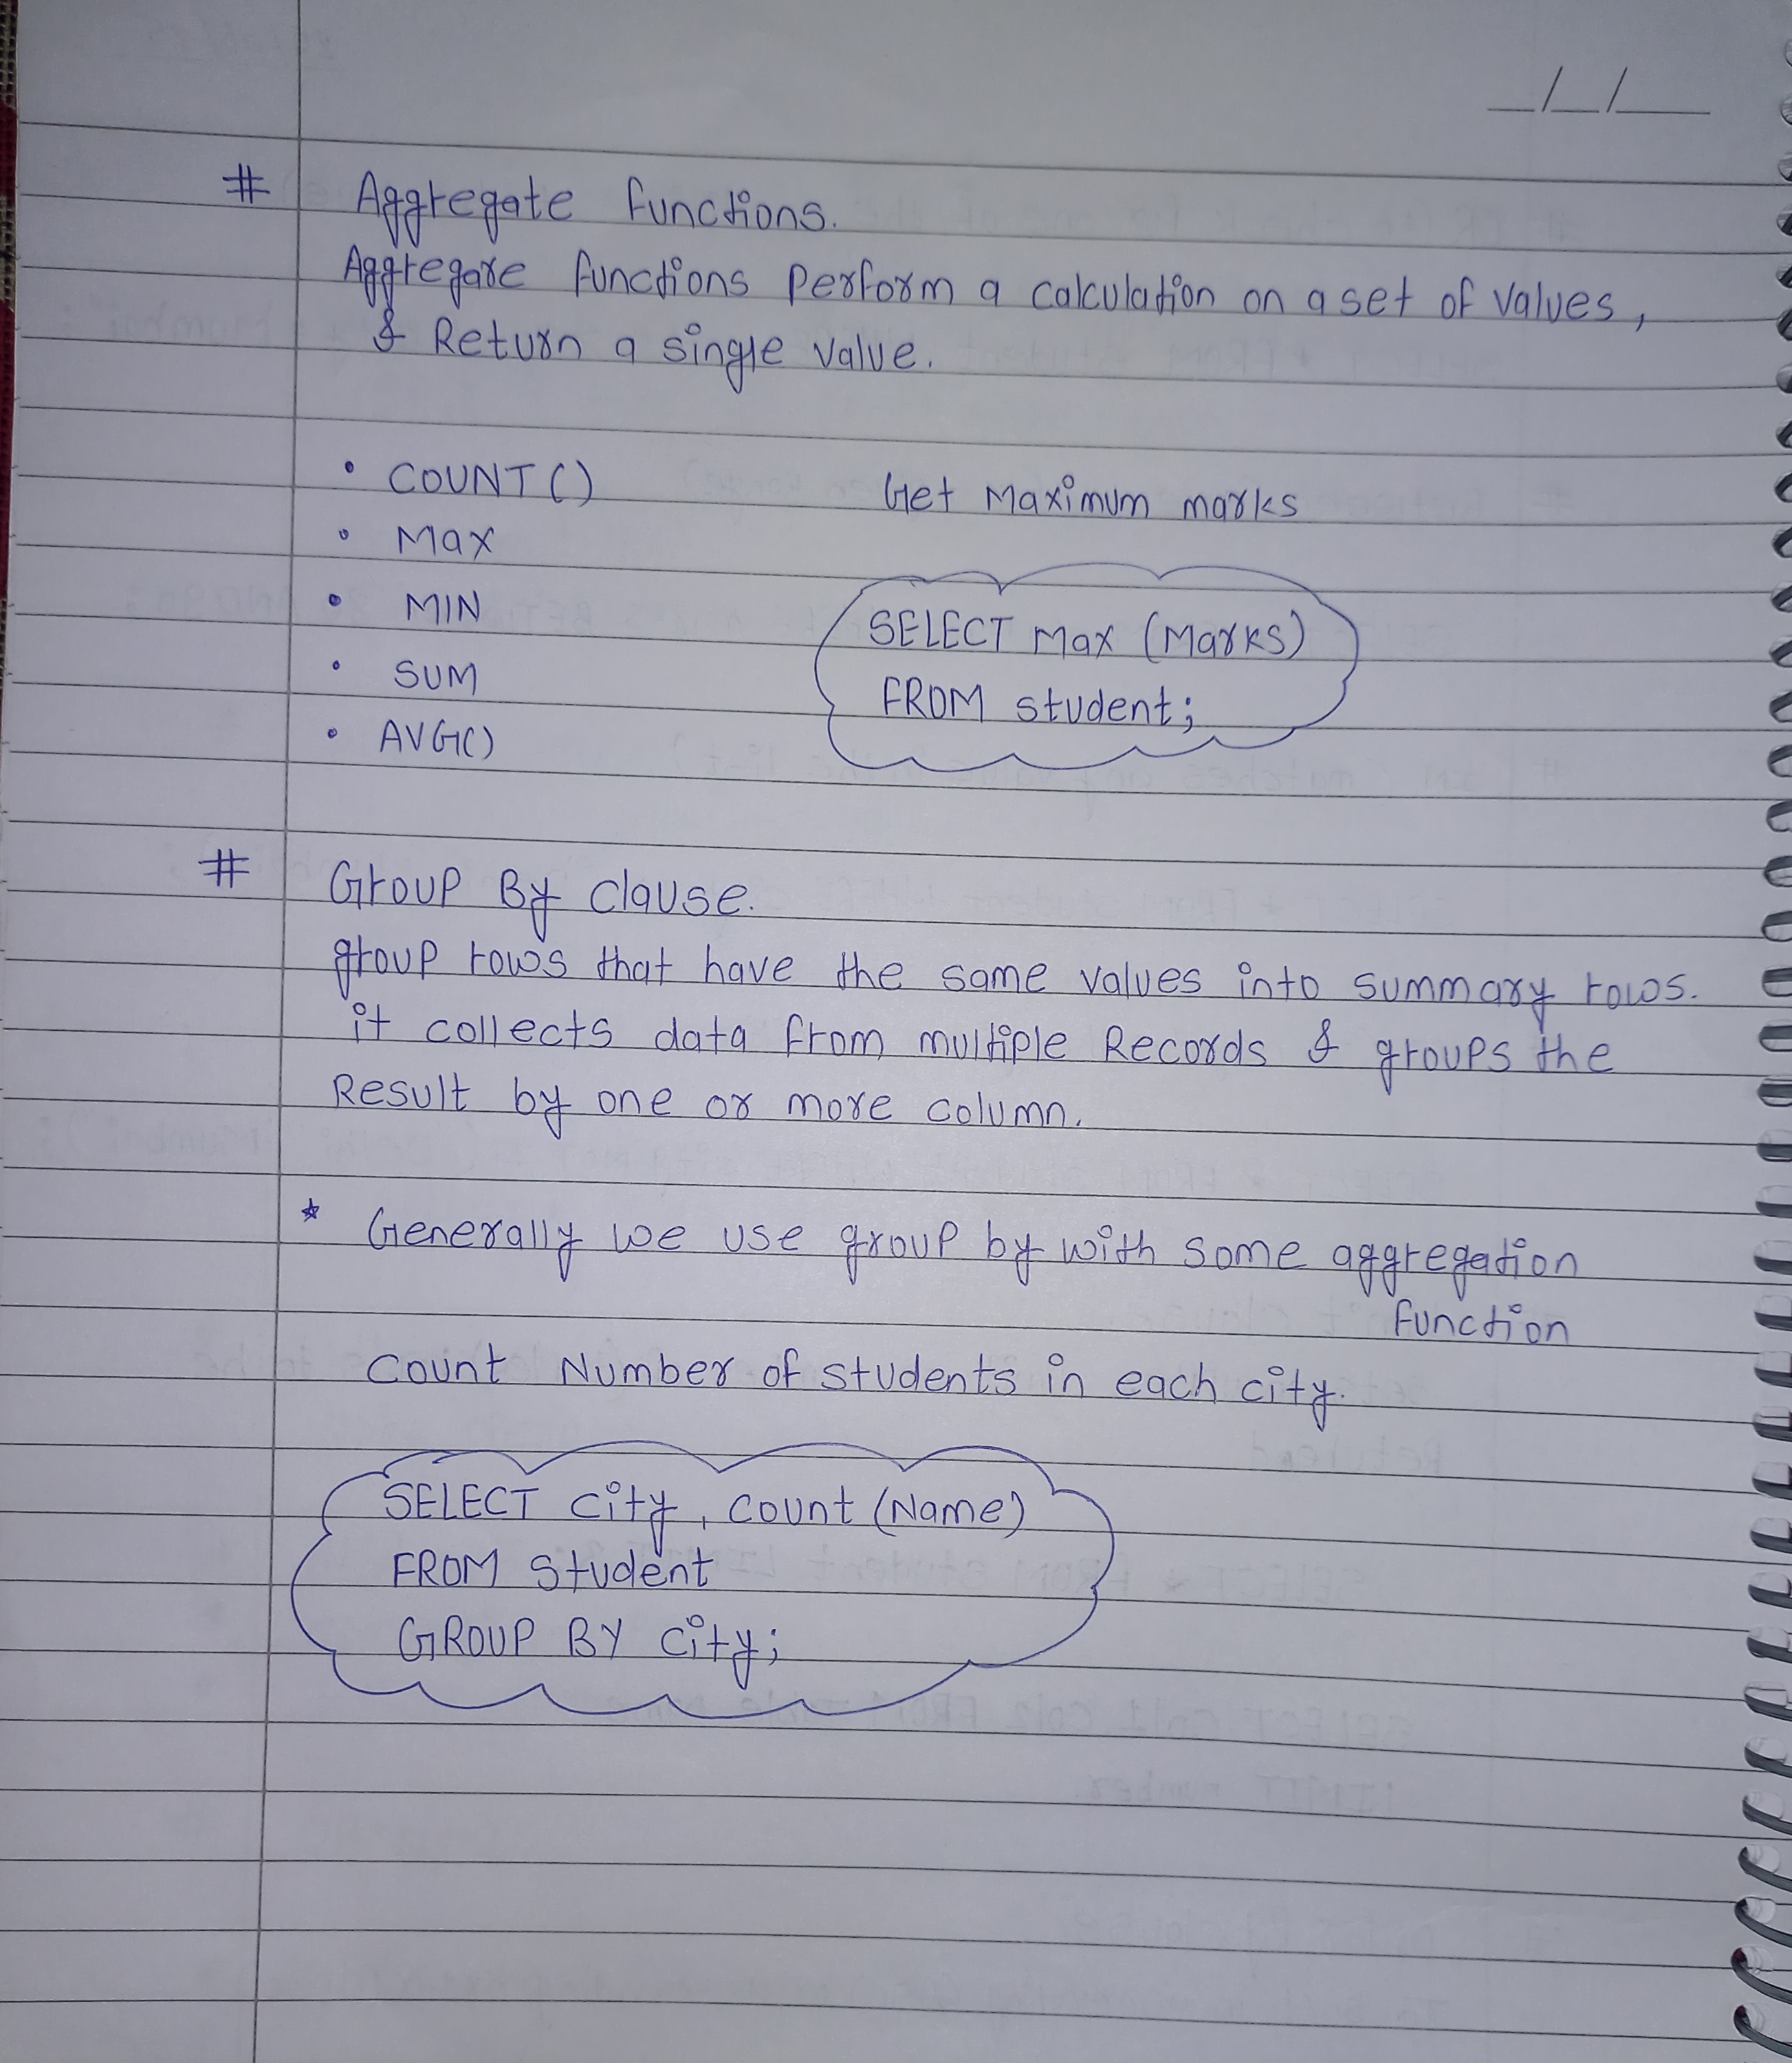 # Aggregate functions.
Aggregate functions Perform a calculation on a set of values,
& Return a single value.
• COUNT()
Get Maximum marks
• Max
• MIN
SELECT Max (Marks)
• SUM
FROM student;
• AVG()
# Group By Clause.
group rows that have the same values into summary rows.
it collects data from multiple Records & groups the
Result by one or more column.
* Generally we use group by with some aggregation
function
Count Number of students in each city.
SELECT city, count (Name)
FROM Student
GROUP BY city;